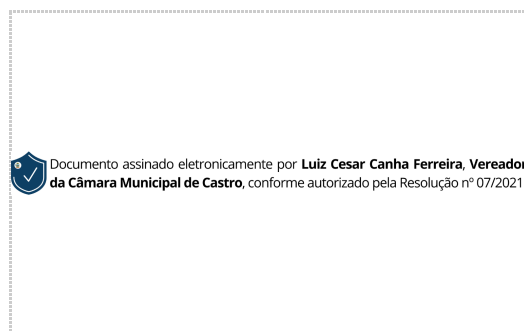 Documento assinado eletronicamente por Luiz Cesar Canha Ferreira, Vereador
da Câmara Municipal de Castro, conforme autorizado pela Resolução nº 07/2021